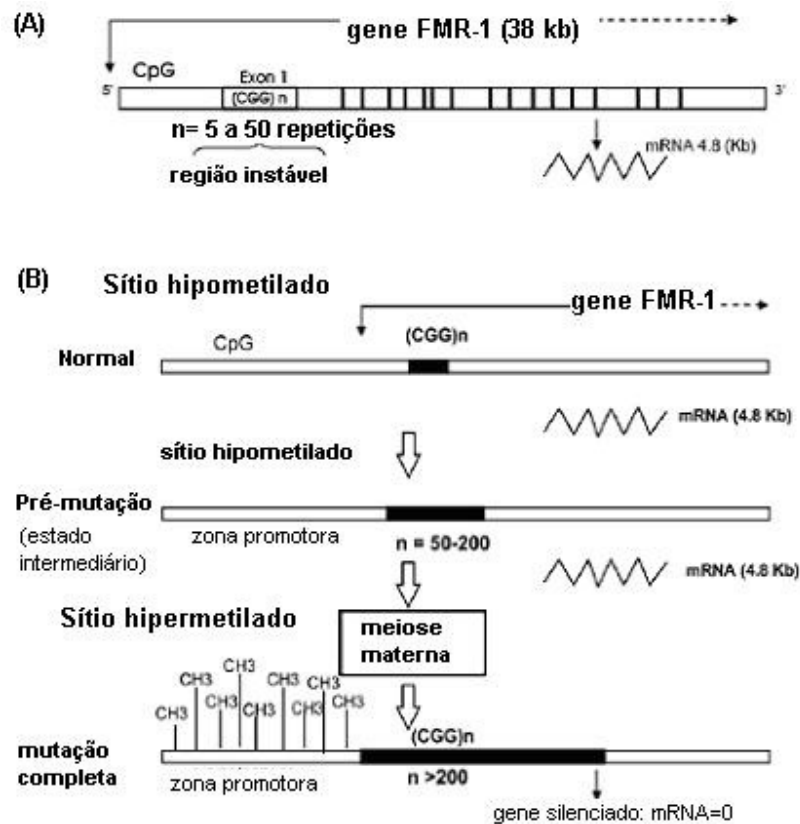 (A)
gene FMR-1 (38 kb)
CpG
5'
Exon 1
3'
(CGG) n
n= 5 a 50 repetições
mRNA 4.8 (Kb)
região instável
(B)
Sítio hipometilado
gene FMR-1
(CGG)n
CpG
Normal
mRNA (4.8 Kb)
sítio hipometilado
Pré-mutação
(estado
intermediário)
zona promotora
n = 50-200
mRNA (4.8 Kb)
Sítio hipermetilado
meiose
materna
CH3
CH3
CH3
CH3
CH3
CH3
CH3
CH3
CH3
(CGG)n
mutação
completa
zona promotora
n >200
gene silenciado: mRNA=0